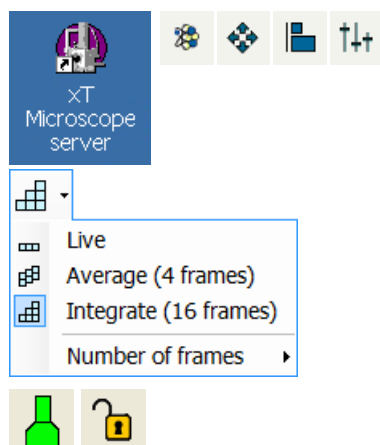 xT
Microscope
server
Live
Average (4 frames)
Integrate (16 frames)
Number of frames